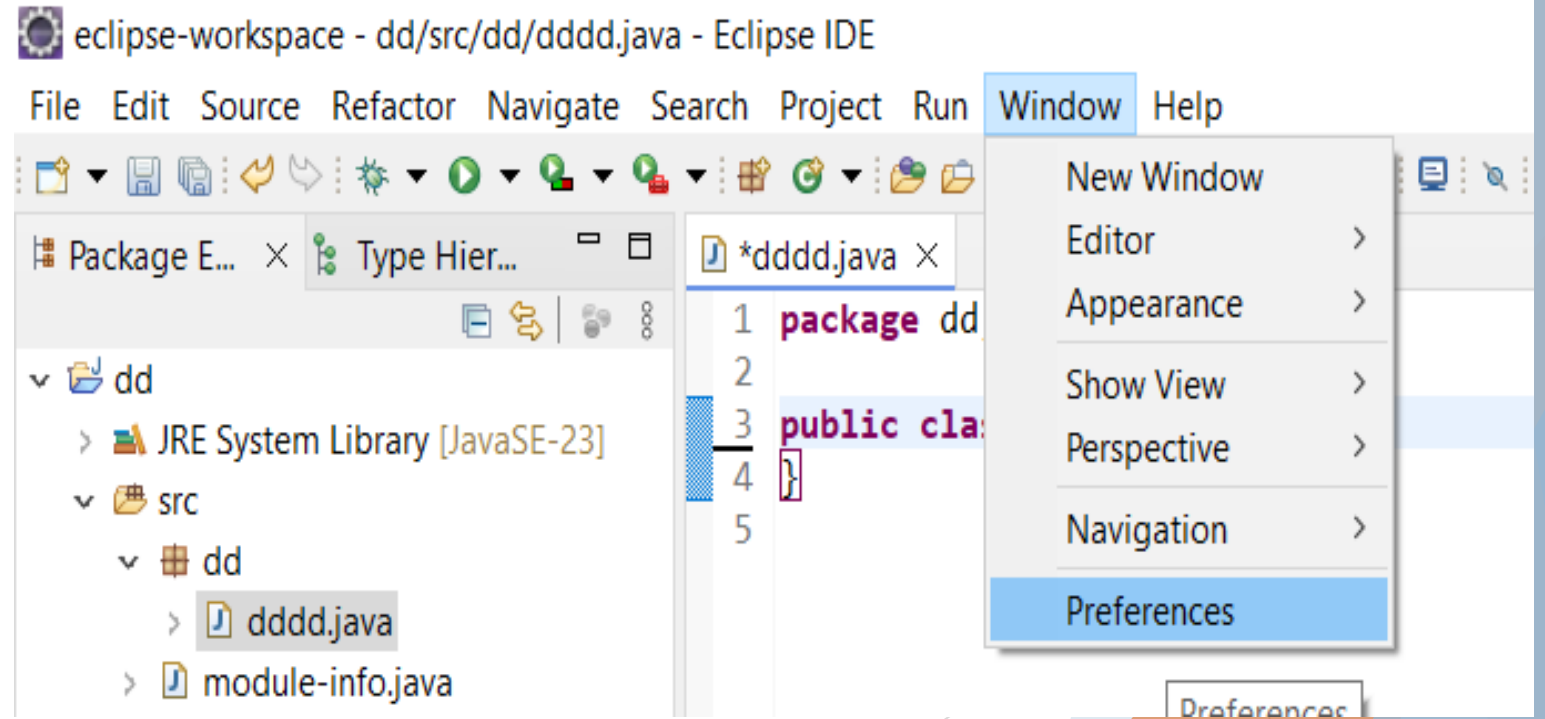 eclipse-workspace - dd/src/dd/dddd.java - Eclipse IDE
File Edit Source Refactor Navigate Search Project Run Window Help
New Window
Editor
Appearance
Show View
Perspective
Navigation
Preferences
Preferences
Package E... Type Hier...
dd
JRE System Library [JavaSE-23]
src
dd
dddd.java
module-info.java
*dddd.java
1 package dd
2
3 public
4 }
5